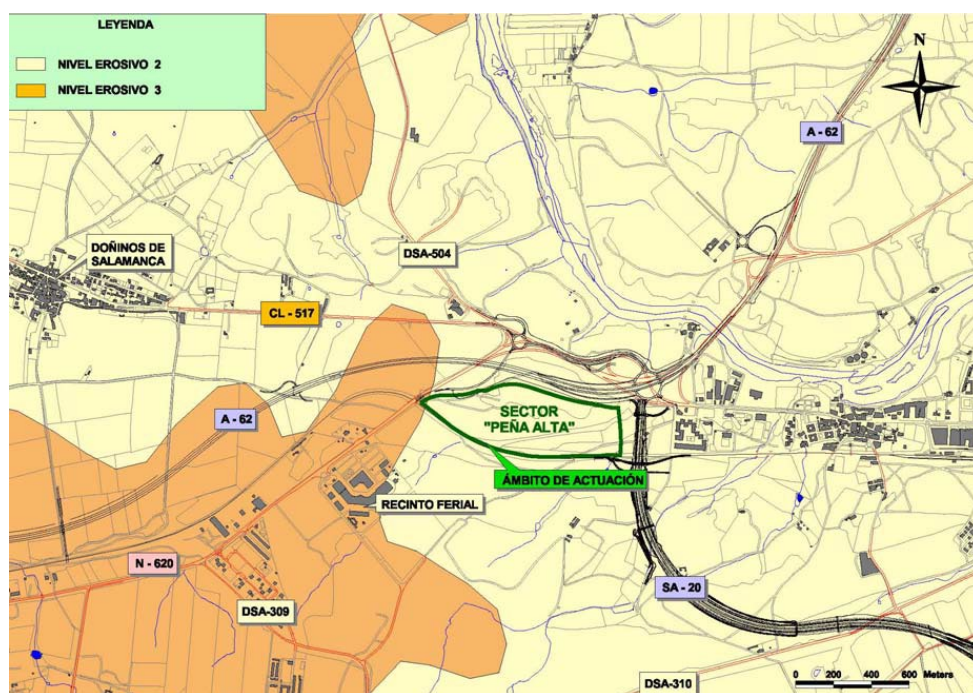 LEYENDA
NIVEL EROSIVO 2
NIVEL EROSIVO 3
N
A - 62
DOÑINOS DE
SALAMANCA
DSA-504
CL - 517
A - 62
SECTOR
"PEÑA ALTA"
ÁMBITO DE ACTUACIÓN
RECINTO FERIAL
N - 620
DSA-309
SA - 20
DSA-310
0 200 400 600 Meters